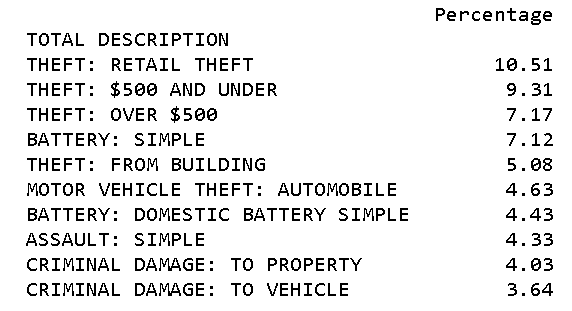 Percentage
TOTAL DESCRIPTION
THEFT: RETAIL THEFT 10.51
THEFT: $500 AND UNDER 9.31
THEFT: OVER $500 7.17
BATTERY: SIMPLE 7.12
THEFT: FROM BUILDING 5.08
MOTOR VEHICLE THEFT: AUTOMOBILE 4.63
BATTERY: DOMESTIC BATTERY SIMPLE 4.43
ASSAULT: SIMPLE 4.33
CRIMINAL DAMAGE: TO PROPERTY 4.03
CRIMINAL DAMAGE: TO VEHICLE 3.64